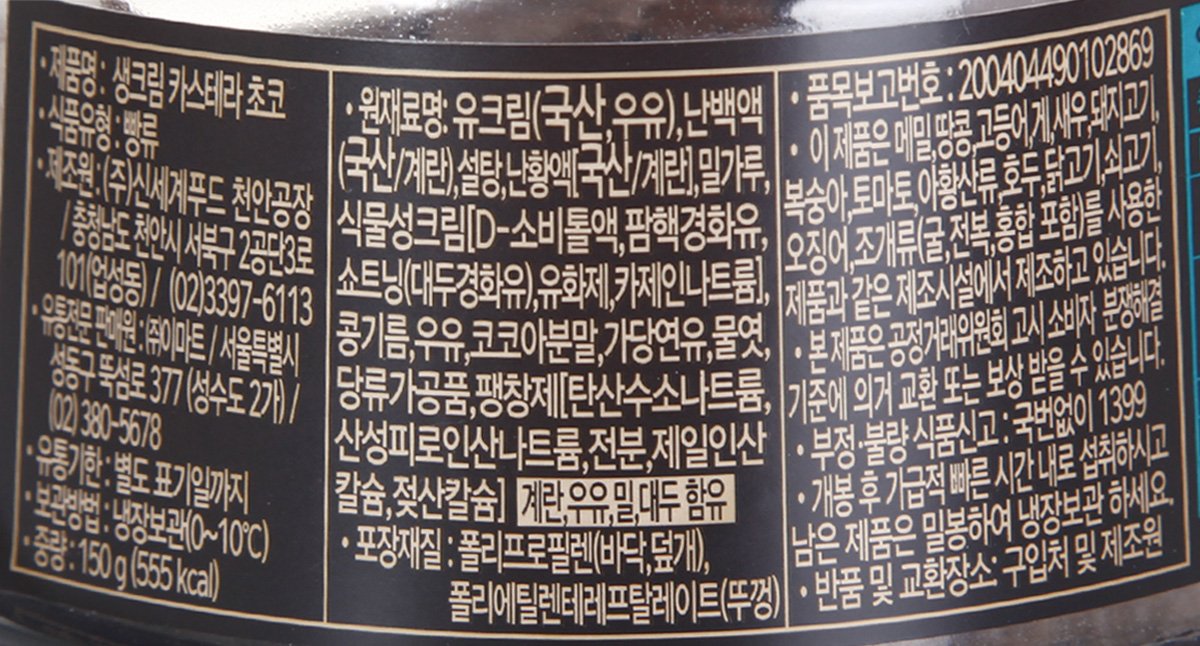 · 제품명 : 생크림 카스테라 초코
· 식품유형 : 빵류
· 제조원 : (주)신세계푸드 천안공장
/ 충청남도 천안시 서북구 2공단3로
101(업성동) / (02)3397-6113
· 유통전문 판매원 : ㈜이마트 / 서울특별시
성동구 뚝섬로 377 (성수도 2가) /
(02) 380-5678
· 유통기한 : 별도 표기일까지
· 보관방법 : 냉장보관(0~10℃)
· 중량 : 150 g (555 kcal)
· 원재료명: 유크림(국산,우유),난백액
(국산/계란),설탕,난황액[국산/계란],밀가루,
식물성크림[D-소비톨액,팜핵경화유,
쇼트닝(대두경화유),유화제,카제인나트륨],
콩기름,우유,코코아분말,가당연유,물엿,
당류가공품,팽창제[탄산수소나트륨,
산성피로인산나트륨,전분,제일인산
칼슘,젖산칼슘] 계란,우유,밀,대두 함유
· 포장재질 : 폴리프로필렌(바닥,덮개),
폴리에틸렌테레프탈레이트(뚜껑)
· 품목보고번호 : 200404490102869
· 이 제품은 메밀,땅콩,고등어,게,새우,돼지고기,
복숭아,토마토,아황산류,호두,닭고기,쇠고기,
오징어,조개류(굴,전복,홍합 포함)를 사용한
제품과 같은 제조시설에서 제조하고 있습니다.
· 본 제품은 공정거래위원회 고시 소비자 분쟁해결
기준에 의거 교환 또는 보상 받을 수 있습니다.
· 부정·불량 식품신고 : 국번없이 1399
· 개봉 후 가급적 빠른 시간 내로 섭취하시고
남은 제품은 밀봉하여 냉장보관 하세요.
· 반품 및 교환장소: 구입처 및 제조원